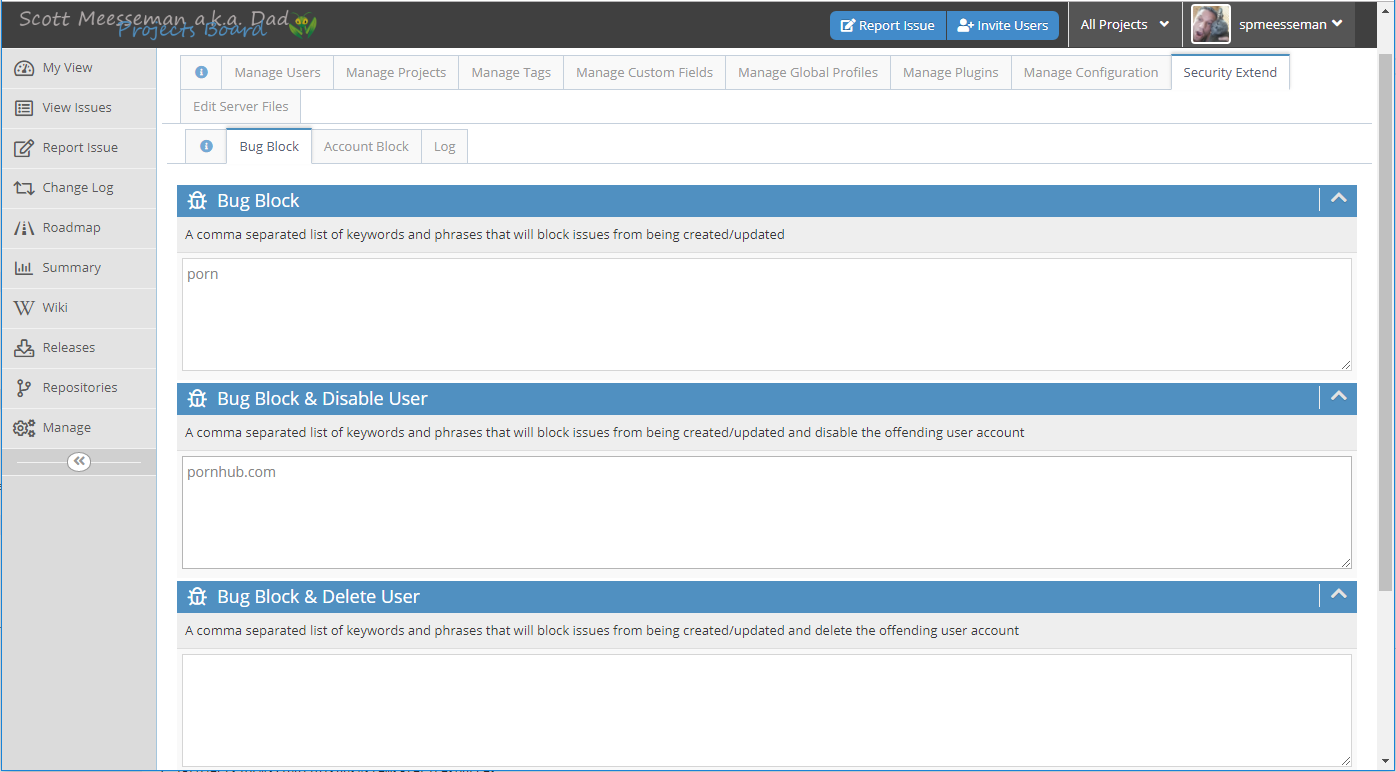 Scott Meesseman a.k.a. Dad
Projects Board
Report Issue
Invite Users
All Projects
spmeesseman
My View
View Issues
Report Issue
Change Log
Roadmap
Summary
Wiki
Releases
Repositories
Manage
Manage Users
Manage Projects
Manage Tags
Manage Custom Fields
Manage Global Profiles
Manage Plugins
Manage Configuration
Security Extend
Edit Server Files
Bug Block
Account Block
Log
Bug Block
A comma separated list of keywords and phrases that will block issues from being created/updated
porn
Bug Block & Disable User
A comma separated list of keywords and phrases that will block issues from being created/updated and disable the offending user account
pornhub.com
Bug Block & Delete User
A comma separated list of keywords and phrases that will block issues from being created/updated and delete the offending user account